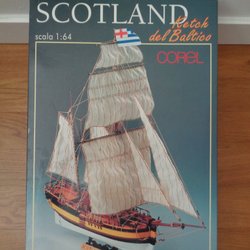 SCOTLAND
Ketch
del Baltico
scala 1:64
COREL